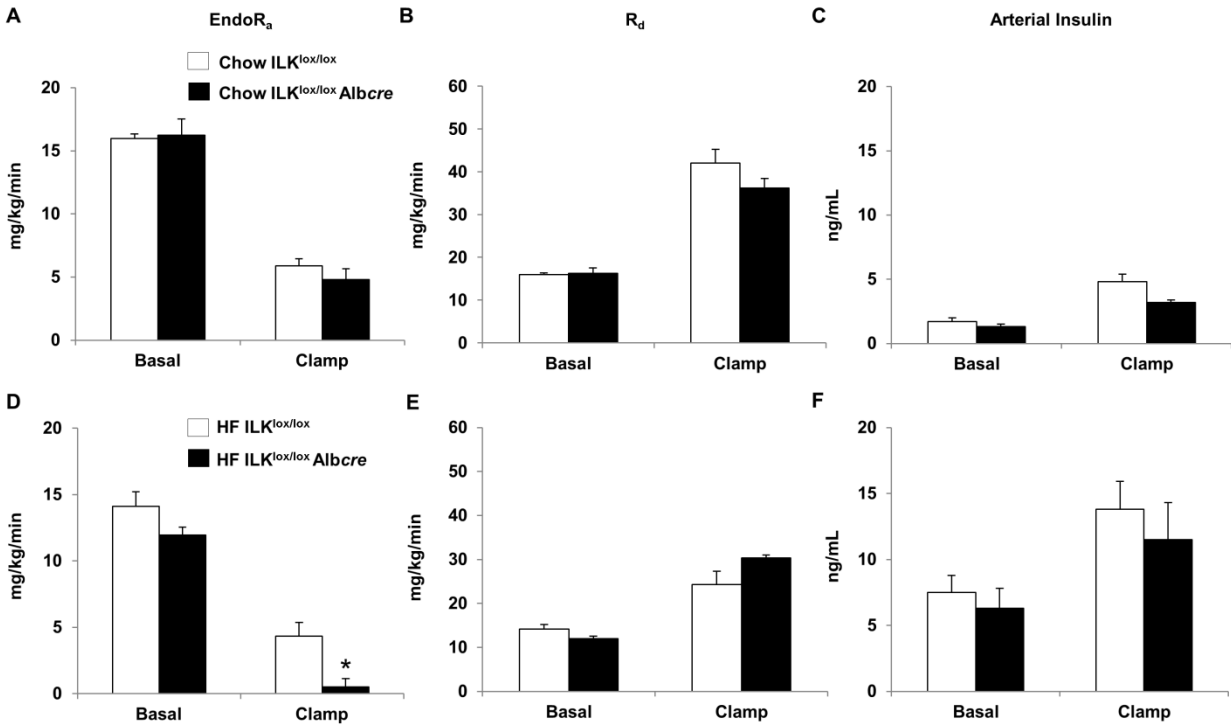 A
EndoRa
B
Rd
C
Arterial Insulin
Chow ILKlox/lox
Chow ILKlox/lox Albcre
mg/kg/min
20
15
10
5
0
Basal
Clamp
mg/kg/min
60
50
40
30
20
10
0
Basal
Clamp
ng/mL
20
15
10
5
0
Basal
Clamp
D
HF ILKlox/lox
HF ILKlox/lox Albcre
mg/kg/min
20
15
10
5
0
*
Basal
Clamp
E
mg/kg/min
60
50
40
30
20
10
0
Basal
Clamp
F
ng/mL
20
15
10
5
0
Basal
Clamp